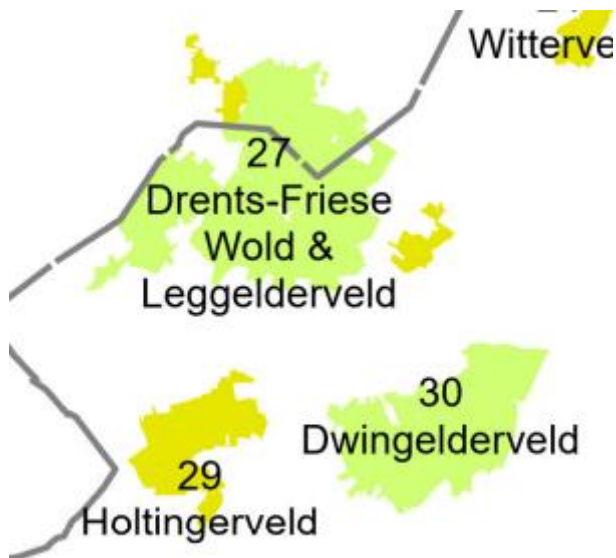 Witterve
27
Drents-Friese
Wold &
Leggelderveld
30
Dwingelderveld
29
Holtingerveld